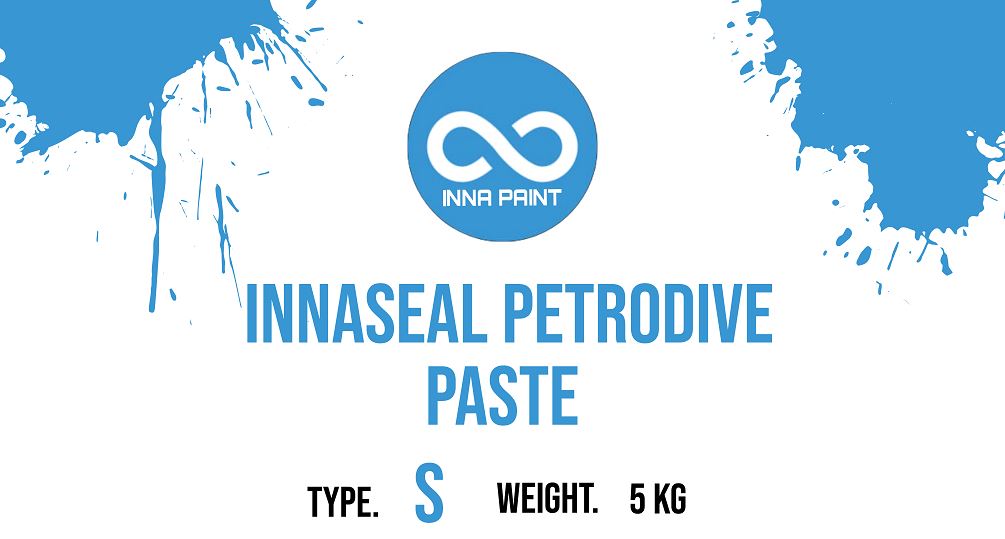 INNA PAINT
INNASEAL PETRODIVE
PASTE
TYPE. S WEIGHT. 5 KG